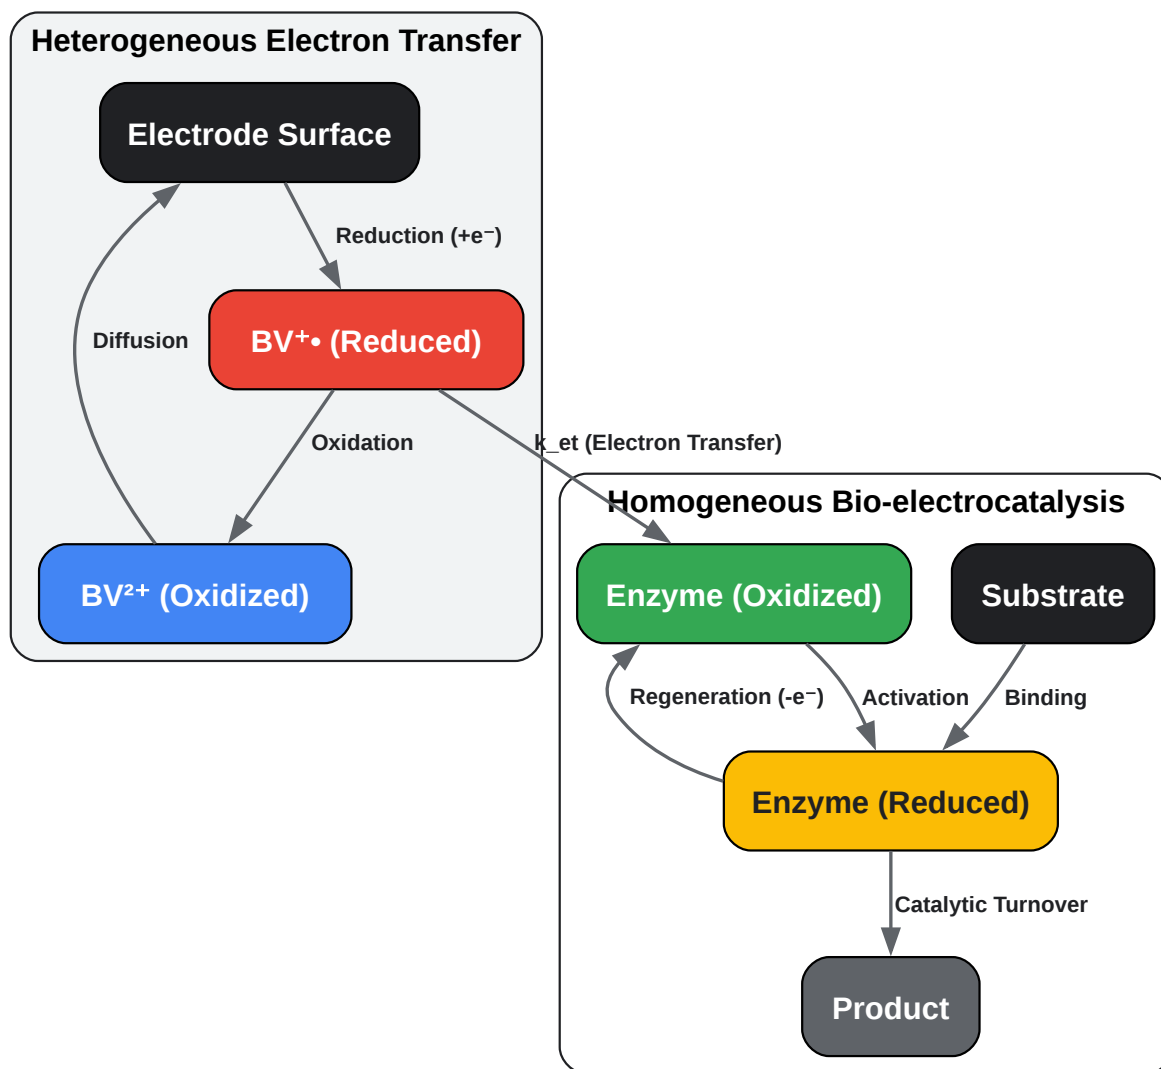 Heterogeneous Electron Transfer
Electrode Surface
Reduction (+e⁻)
Diffusion
BV⁺• (Reduced)
Oxidation
k_et (Electron Transfer)
Homogeneous Bio-electrocatalysis
BV²⁺ (Oxidized)
Enzyme (Oxidized)
Substrate
Regeneration (-e⁻)
Activation
Binding
Enzyme (Reduced)
Catalytic Turnover
Product